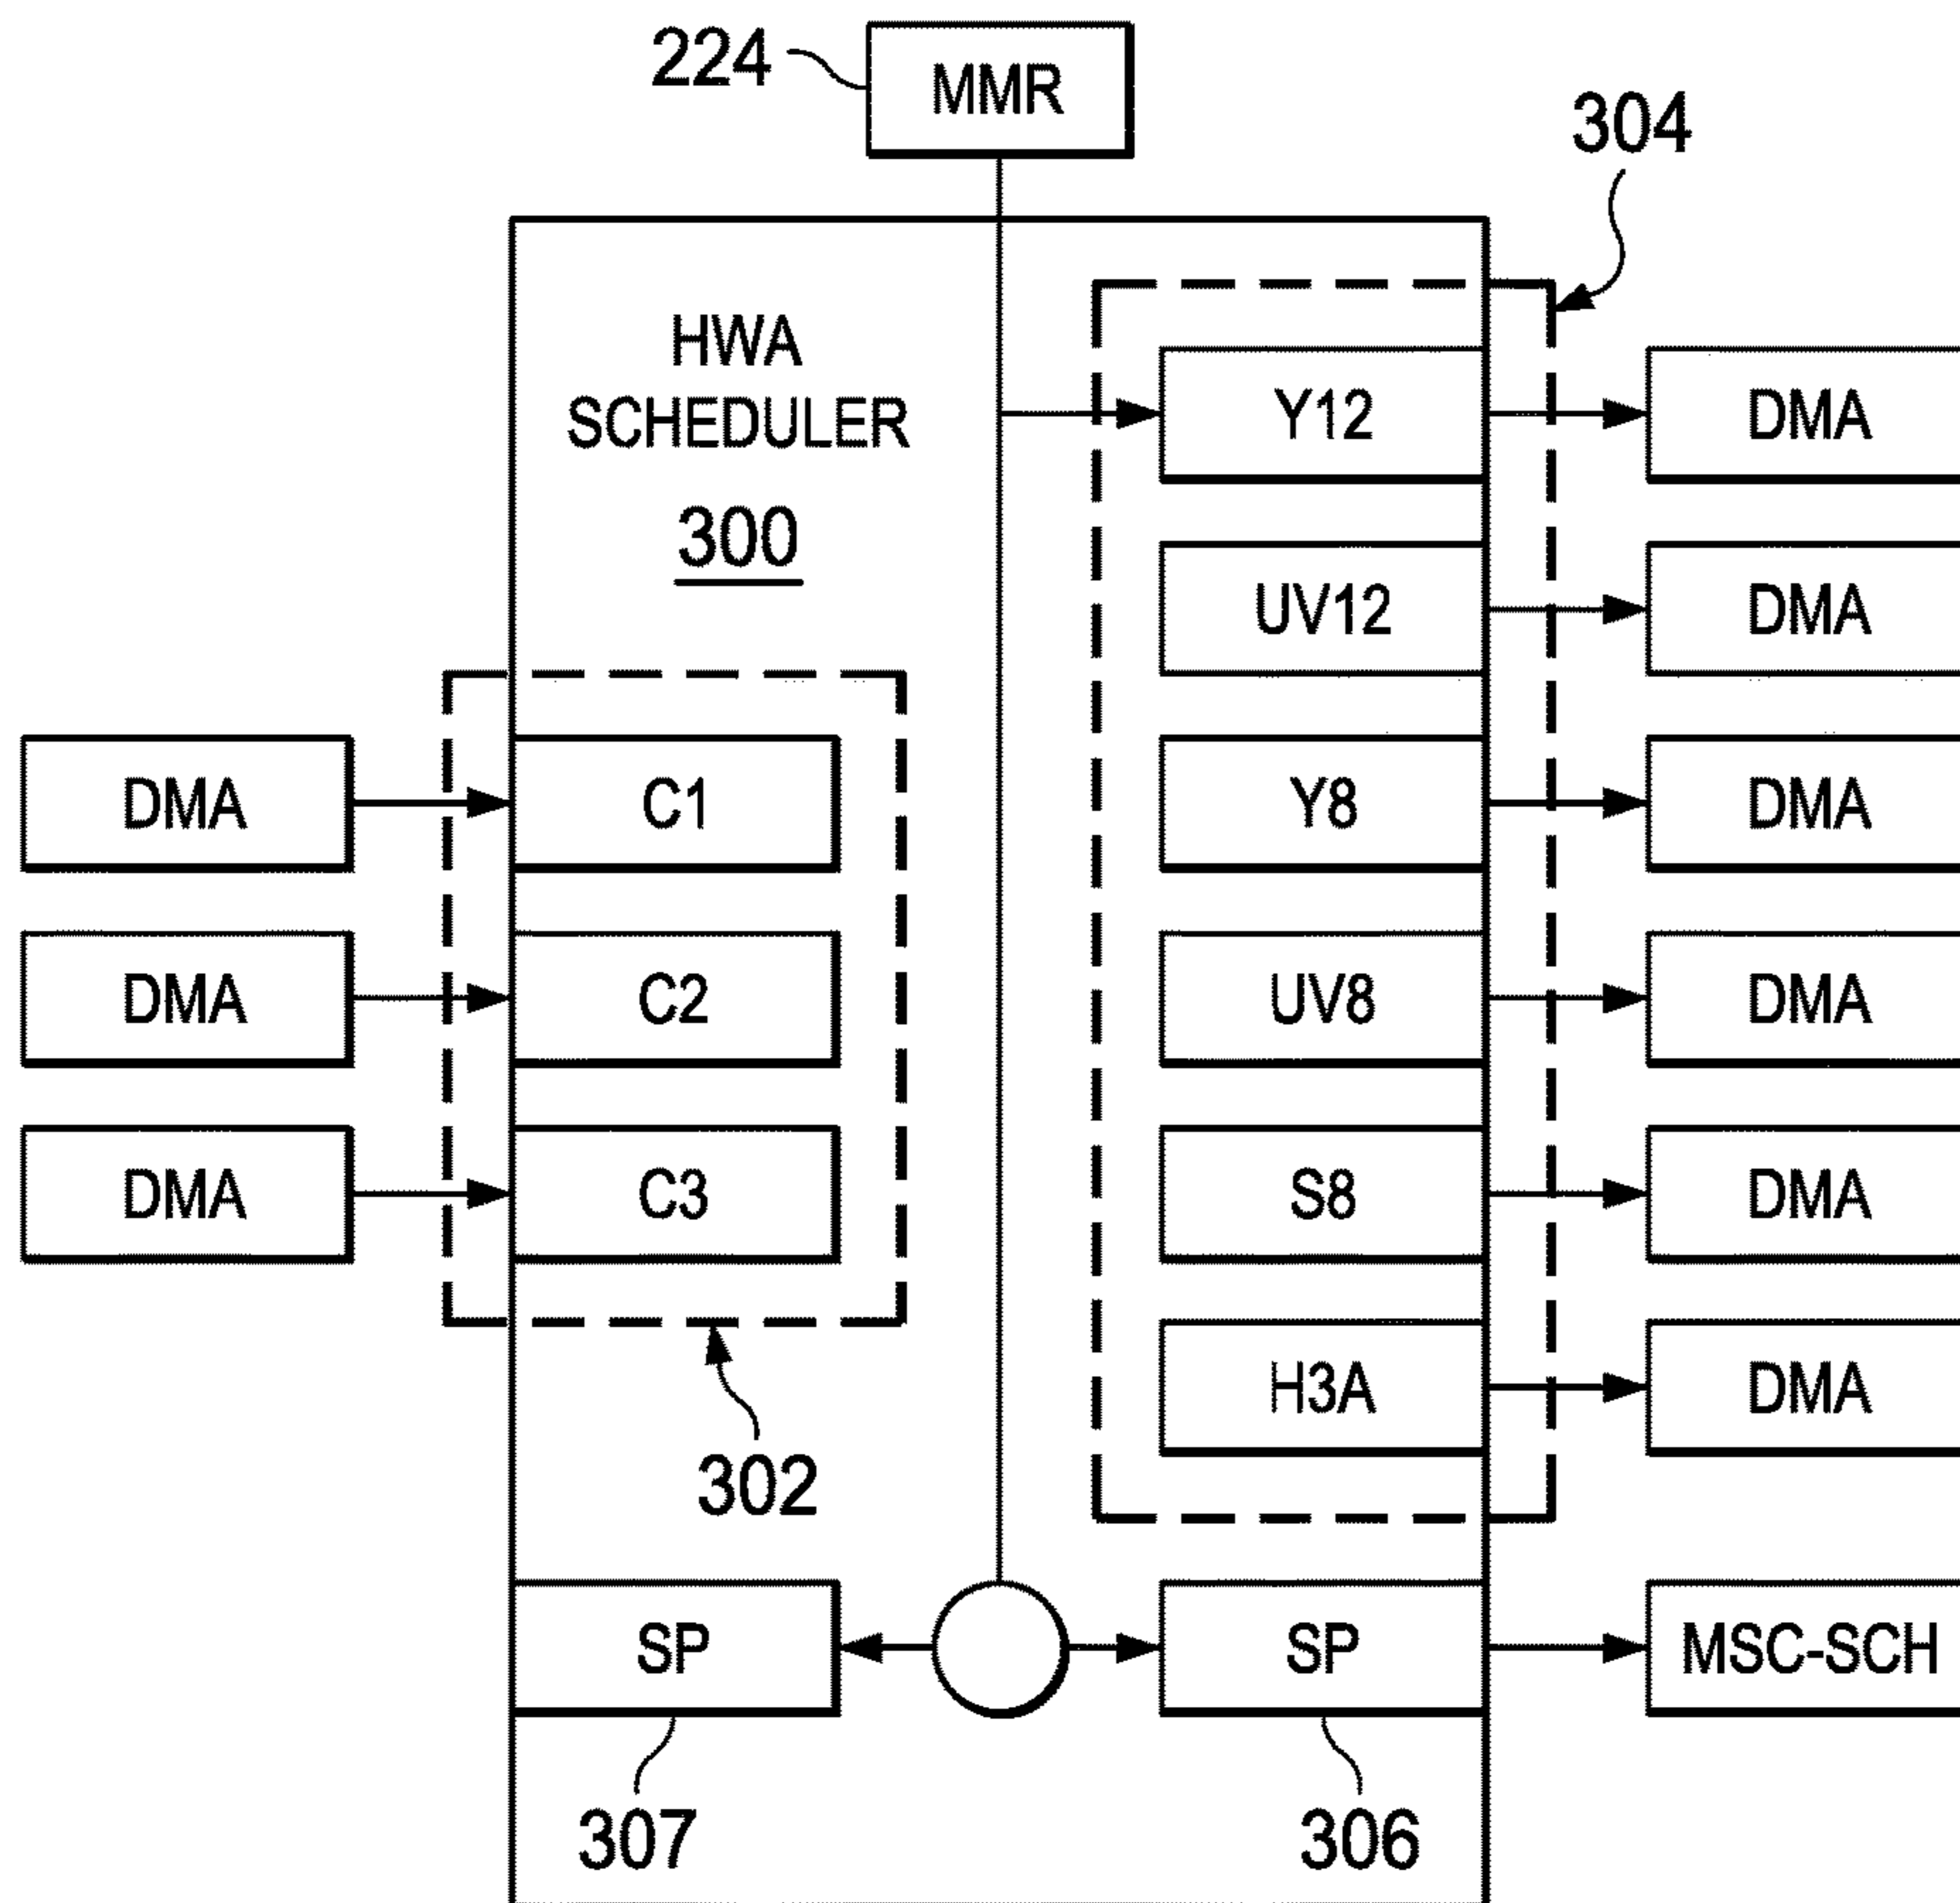 224
MMR
304
HWA
SCHEDULER
300
Y12
DMA
UV12
DMA
DMA
C1
Y8
DMA
DMA
C2
UV8
DMA
DMA
C3
S8
DMA
H3A
DMA
302
SP
SP
MSC-SCH
307
306